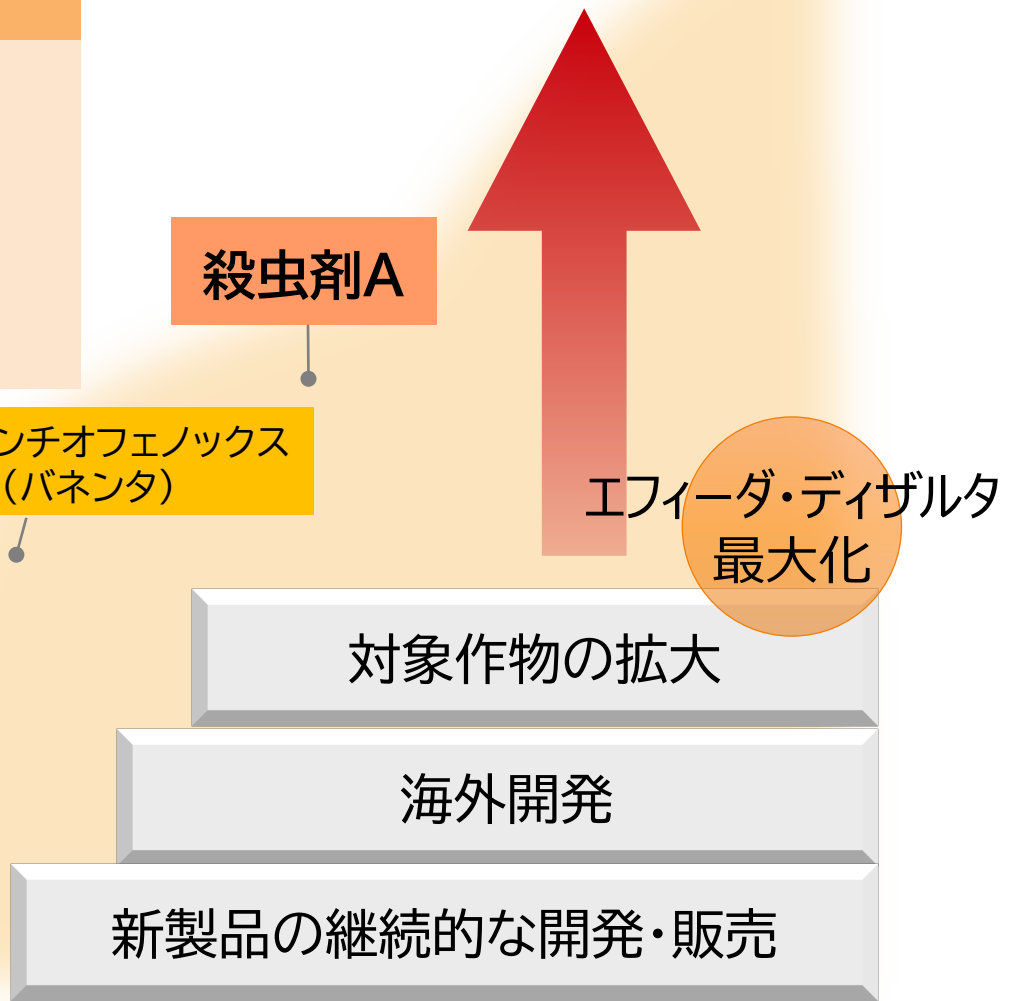 殺虫剤A
ンチオフェノックス
（バネンタ）
エフィーダ・ディザルタ
最大化
対象作物の拡大
海外開発
新製品の継続的な開発・販売